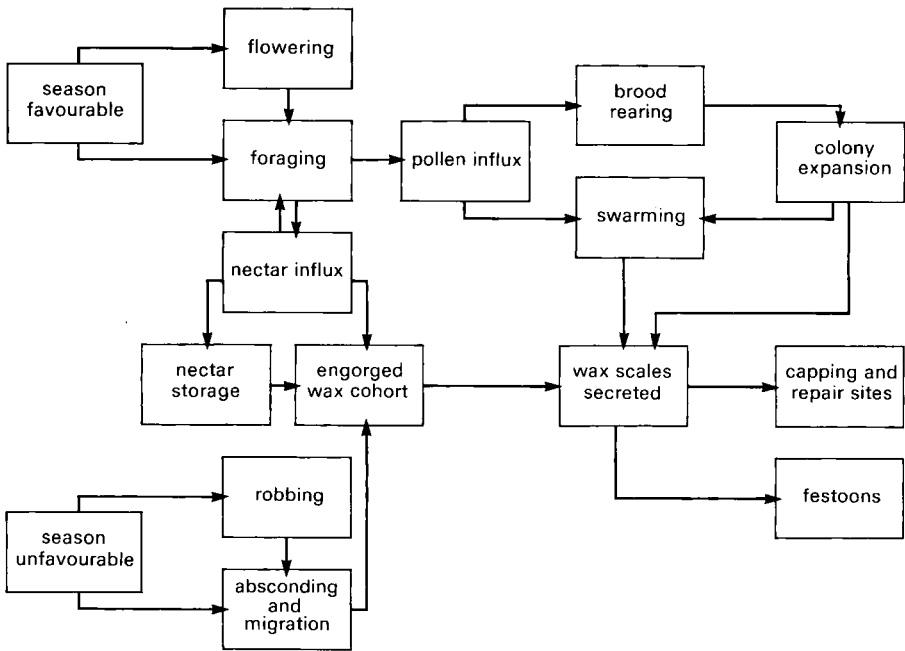 flowering
season
favourable
foraging
pollen influx
brood
rearing
colony
expansion
swarming
nectar influx
nectar
storage
engorged
wax cohort
wax scales
secreted
capping and
repair sites
robbing
festoons
season
unfavourable
absconding
and
migration